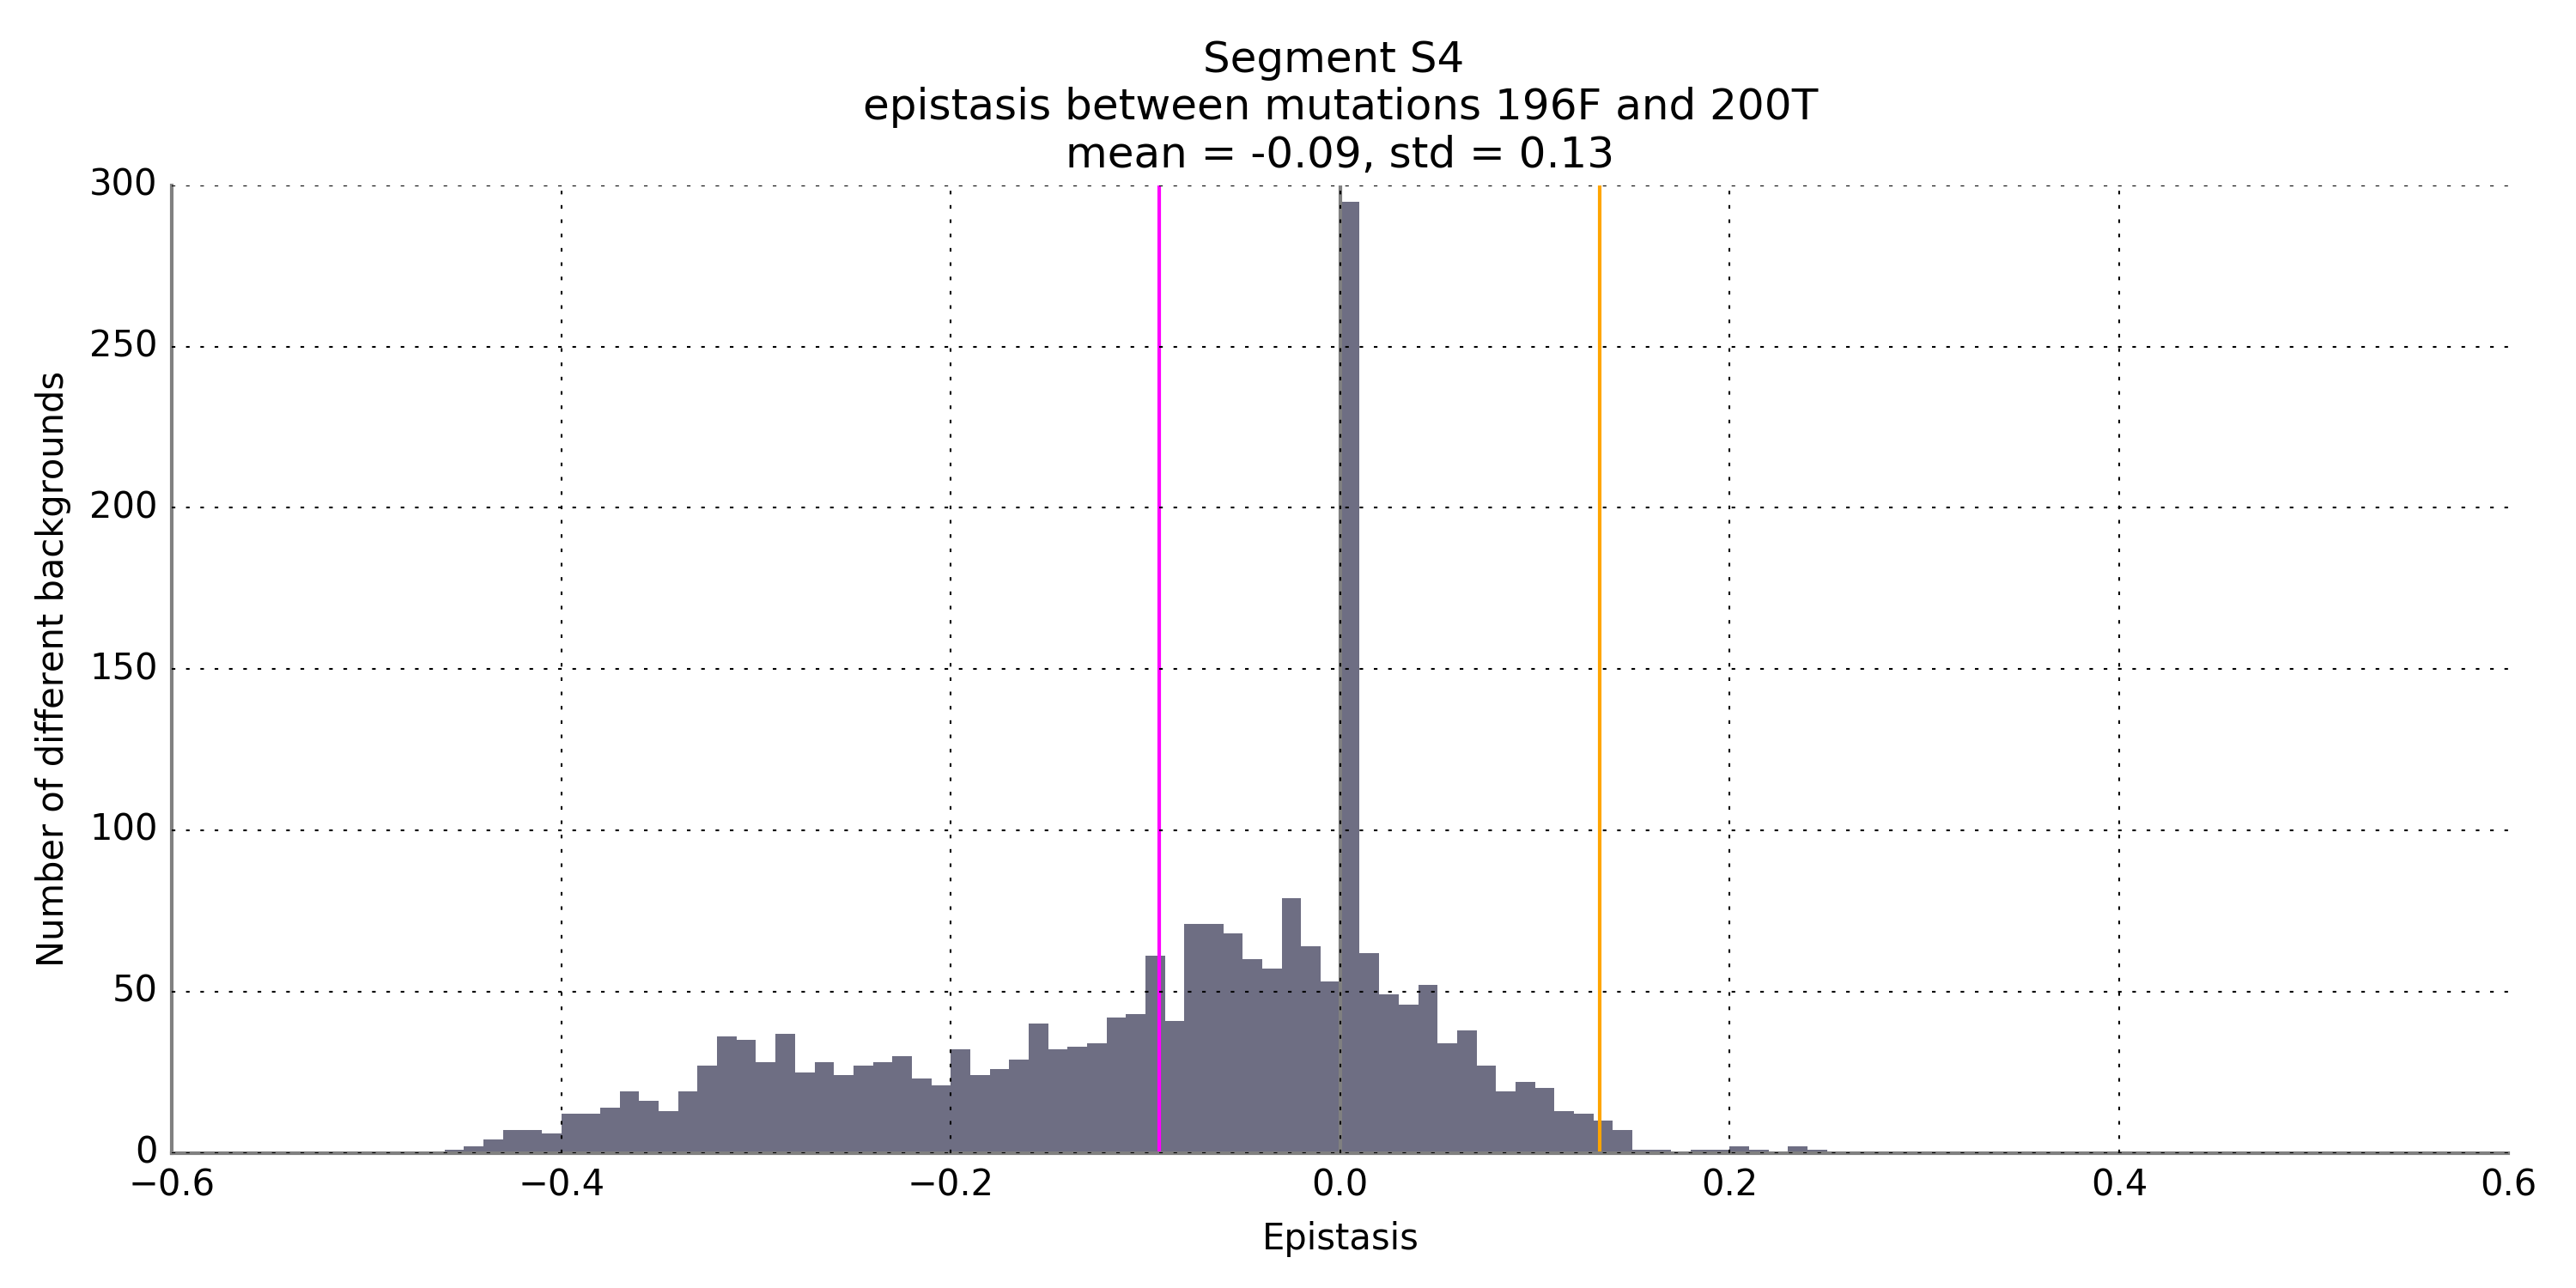 Segment S4
epistasis between mutations 196F and 200T
mean = -0.09, std = 0.13
300
250
200
150
100
50
0
Number of different backgrounds
−0.6 −0.4 −0.2 0.0 0.2 0.4 0.6
Epistasis